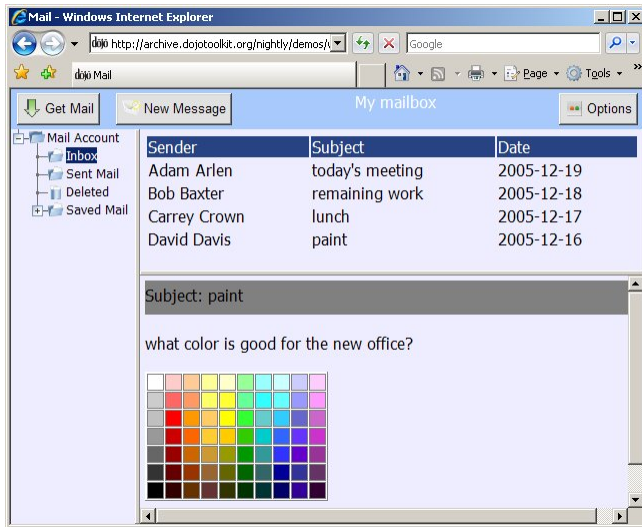 Mail - Windows Internet Explorer
dojo http://archive.dojotoolkit.org/nightly/demos/
Google
dojo Mail
Page
Tools
»
Get Mail
New Message
My mailbox
Options
Mail Account
Inbox
Sent Mail
Deleted
Saved Mail
Sender Subject Date
Adam Arlen today's meeting 2005-12-19
Bob Baxter remaining work 2005-12-18
Carrey Crown lunch 2005-12-17
David Davis paint 2005-12-16
Subject: paint
what color is good for the new office?